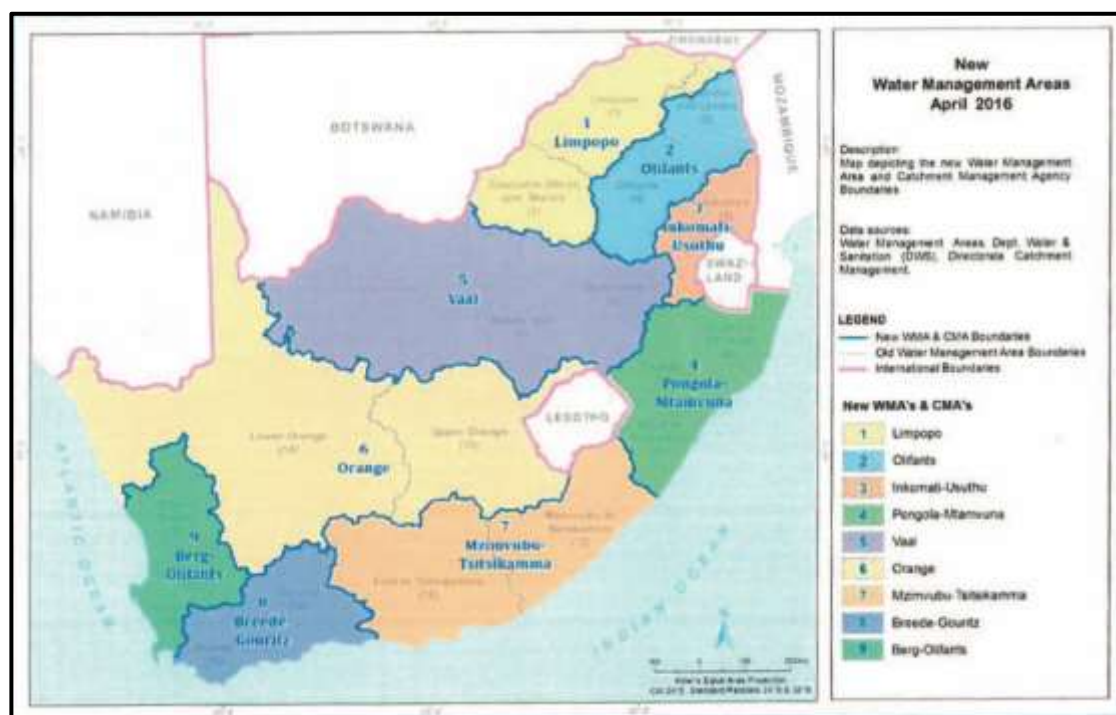 NAMIBIA
BOTSWANA
MOZAMBIQUE
1
Limpopo
2
Olifants
Inkomati-
Usuthu
SWAZI-
LAND
5
Vaal
4
Pongola-
Mtamvuna
LESOTHO
Lower Orange
Upper Orange
6
Orange
7
Mzimvubu-
Tsitsikamma
9
Berg-
Olifants
8
Breede-
Gouritz
ATLANTIC OCEAN
INDIAN OCEAN
New
Water Management Areas
April 2016
Description:
Map depicting the new Water Management
Area and Catchment Management Agency
Boundaries
Data sources:
Water Management Areas, Dept. Water &
Sanitation (DWS), Directorate Catchment
Management.
LEGEND
New WMA & CMA Boundaries
Old Water Management Area Boundaries
International Boundaries
New WMA's & CMA's
1 Limpopo
2 Olifants
3 Inkomati-Usuthu
4 Pongola-Mtamvuna
5 Vaal
6 Orange
7 Mzimvubu-Tsitsikamma
8 Breede-Gouritz
9 Berg-Olifants